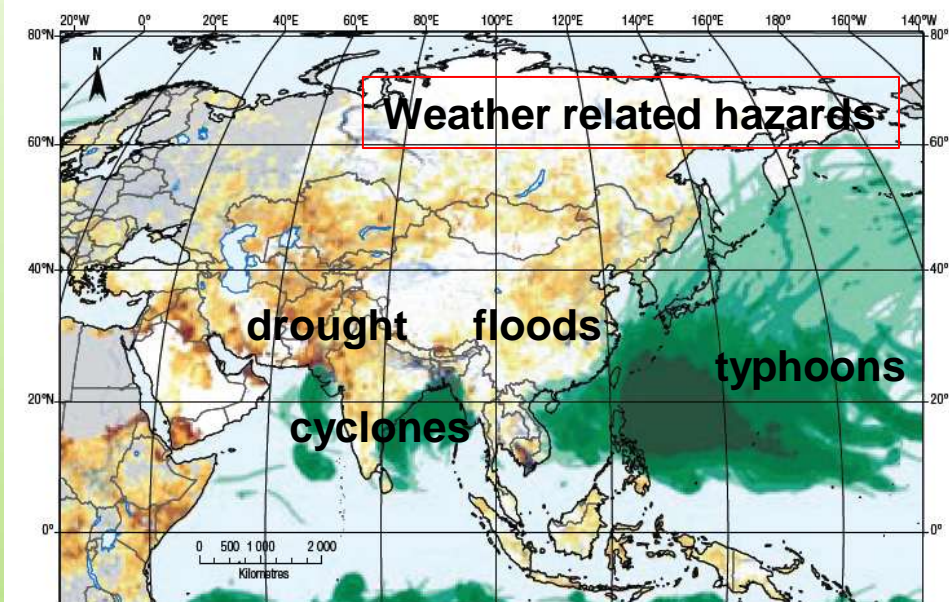 20°W 0° 20°E 40°E 60°E 80°E 100°E 120°E 140°E 160°E 180° 160°W 140°W
80°N 80°
N
Weather related hazards
60°N 60°
40°N 40°
drought floods
typhoons
20°N 20°
cyclones
0° 0°
0 500 1 000 2 000
Kilometres